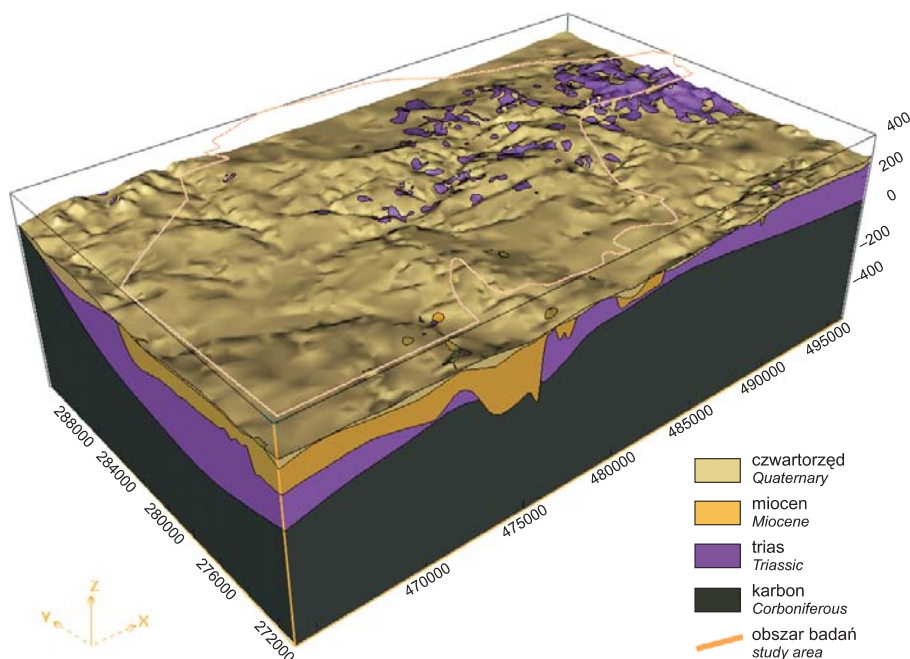 400
200
0
−200
−400
495000
490000
485000
480000
475000
470000
288000
284000
280000
276000
272000
czwartorzęd
Quaternary
miocen
Miocene
trias
Triassic
karbon
Corboniferous
obszar badań
study area
Z
Y
X